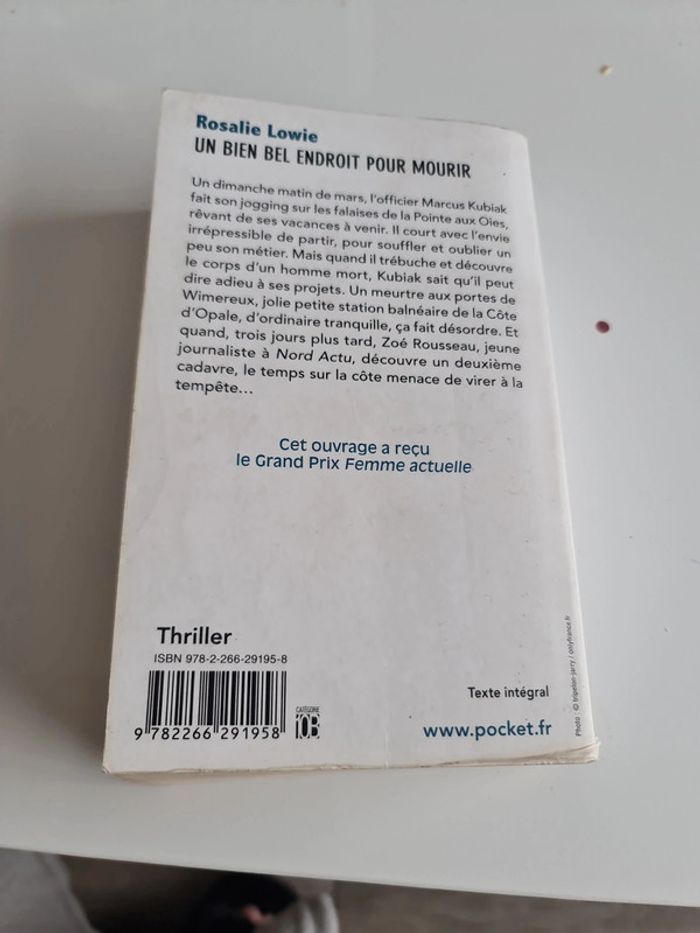 Rosalie Lowie
UN BIEN BEL ENDROIT POUR MOURIR
Un dimanche matin de mars, l'officier Marcus Kubiak
fait son jogging sur les falaises de la Pointe aux Oies,
rêvant de ses vacances à venir. Il court avec l'envie
irrépressible de partir, pour souffler et oublier un
peu son métier. Mais quand il trébuche et découvre
le corps d'un homme mort, Kubiak sait qu'il peut
dire adieu à ses projets. Un meurtre aux portes de
Wimereux, jolie petite station balnéaire de la Côte
d'Opale, d'ordinaire tranquille, ça fait désordre. Et
quand, trois jours plus tard, Zoé Rousseau, jeune
journaliste à Nord Actu, découvre un deuxième
cadavre, le temps sur la côte menace de virer à la
tempête...
Cet ouvrage a reçu
le Grand Prix Femme actuelle
Thriller
ISBN 978-2-266-29195-8
9 782266 291958
CATÉGORIE
Texte intégral
www.pocket.fr
Photo : © tripelon-jarry / onlyfrance.fr